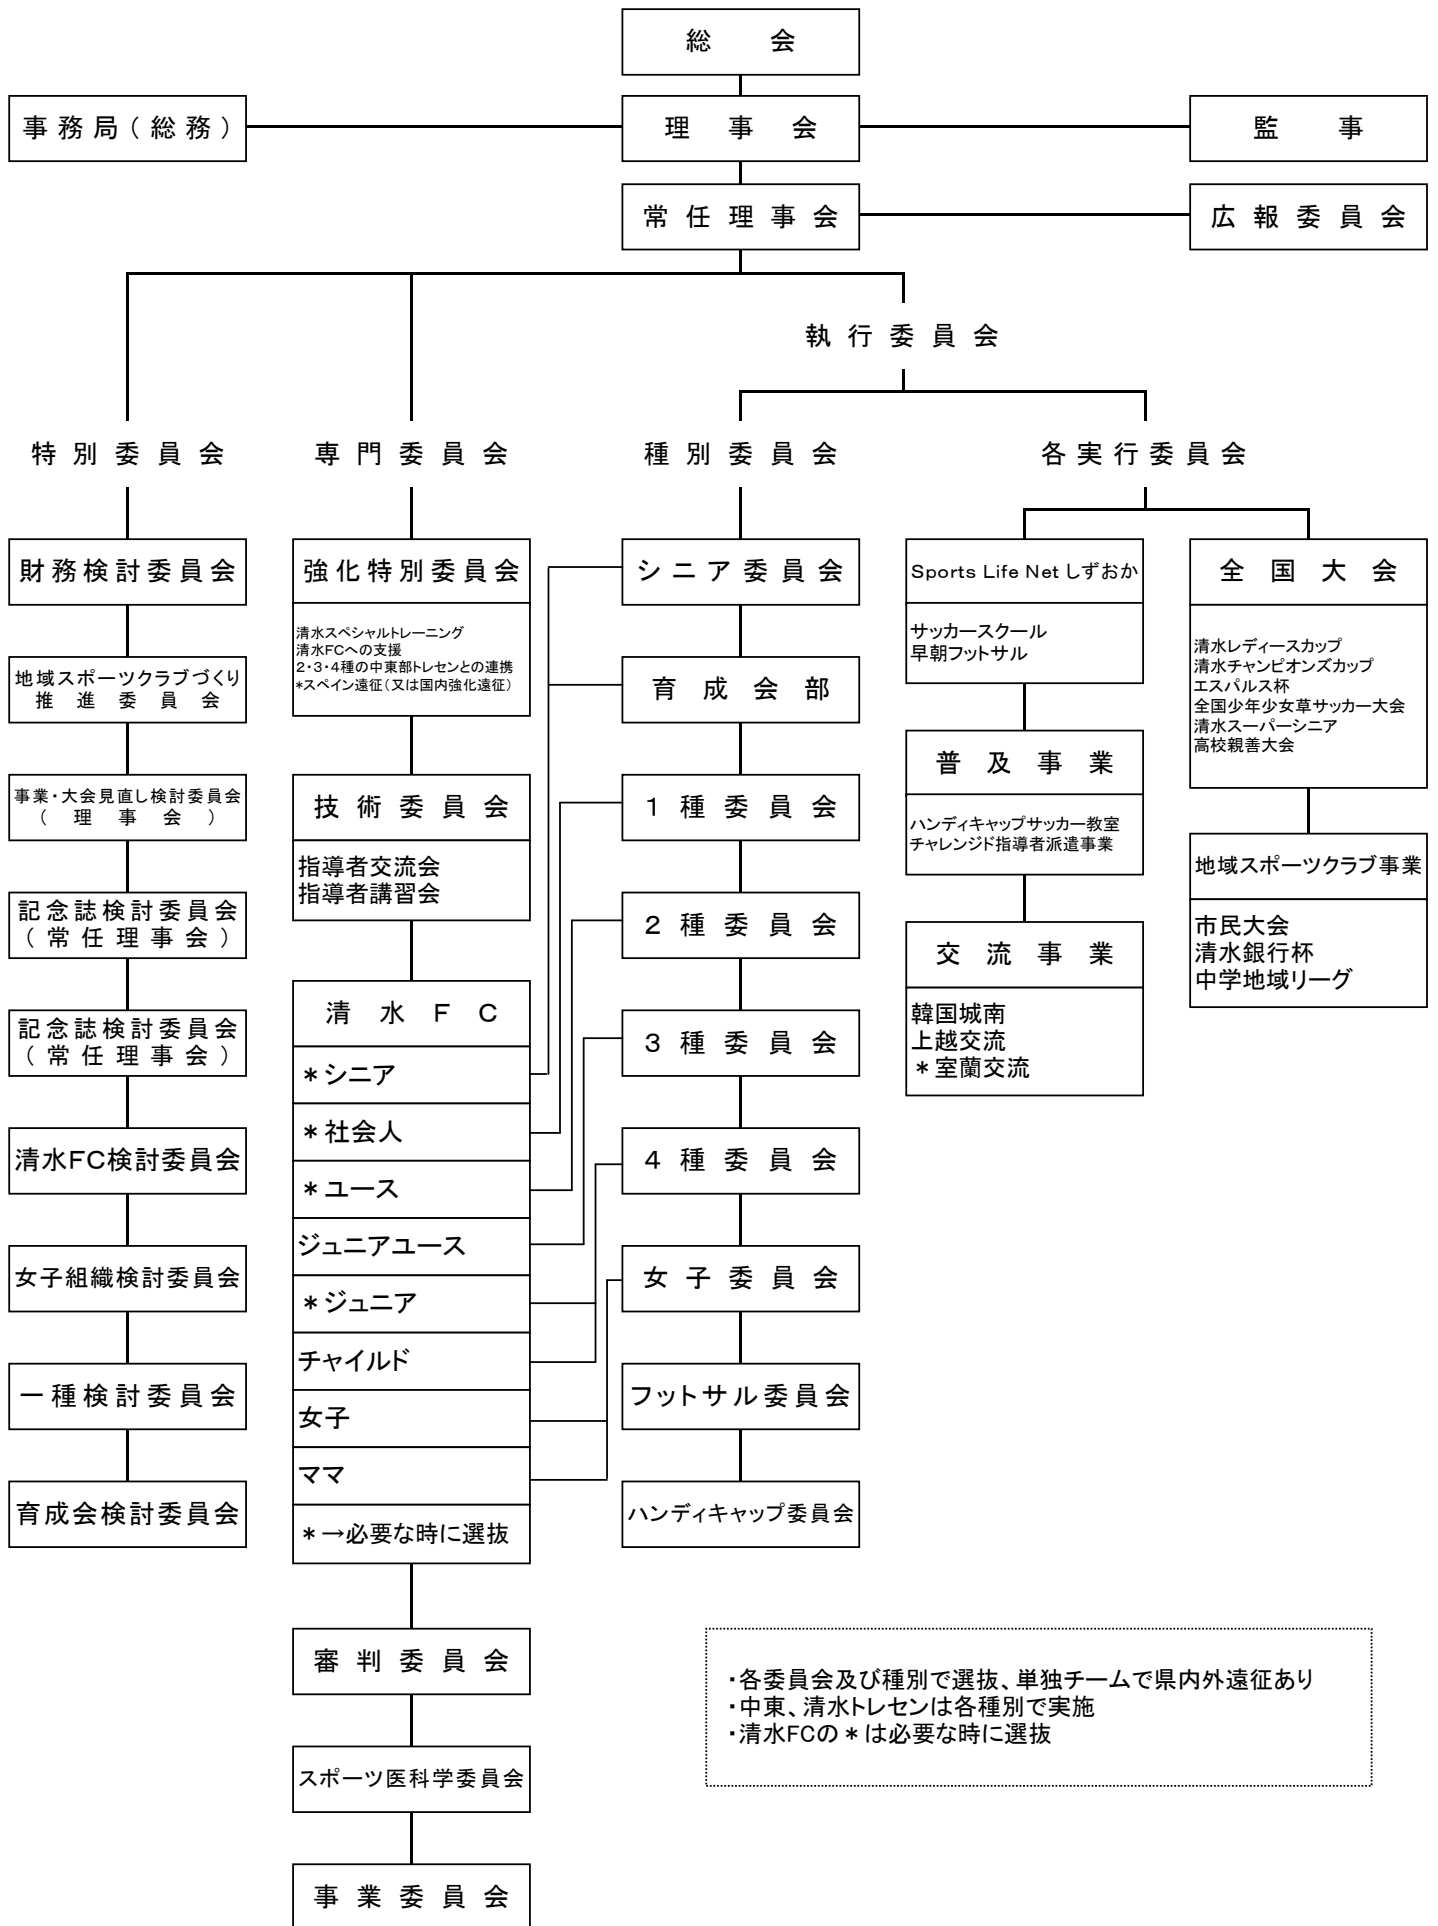 総会
事務局(総務)
理事会
監事
常任理事会
広報委員会
執行委員会
特別委員会
専門委員会
種別委員会
各実行委員会
財務検討委員会
地域スポーツクラブづくり
推進委員会
事業・大会見直し検討委員会
(理事会)
記念誌検討委員会
(常任理事会)
記念誌検討委員会
(常任理事会)
清水FC検討委員会
女子組織検討委員会
一種検討委員会
育成会検討委員会
強化特別委員会
清水スペシャルトレーニング
清水FCへの支援
2・3・4種の中東部トレセンとの連携
*スペイン遠征(又は国内強化遠征)
技術委員会
指導者交流会
指導者講習会
清水FC
*シニア
*社会人
*ユース
ジュニアユース
*ジュニア
チャイルド
女子
ママ
*→必要な時に選抜
審判委員会
スポーツ医科学委員会
事業委員会
シニア委員会
育成会部
1種委員会
2種委員会
3種委員会
4種委員会
女子委員会
フットサル委員会
ハンディキャップ委員会
Sports Life Net しずおか
サッカースクール
早朝フットサル
普及事業
ハンディキャップサッカー教室
チャレンジド指導者派遣事業
交流事業
韓国城南
上越交流
*室蘭交流
全国大会
清水レディースカップ
清水チャンピオンズカップ
エスパルス杯
全国少年少女草サッカー大会
清水スーパーシニア
高校親善大会
地域スポーツクラブ事業
市民大会
清水銀行杯
中学地域リーグ
・各委員会及び種別で選抜、単独チームで県内外遠征あり
・中東、清水トレセンは各種別で実施
・清水FCの*は必要な時に選抜